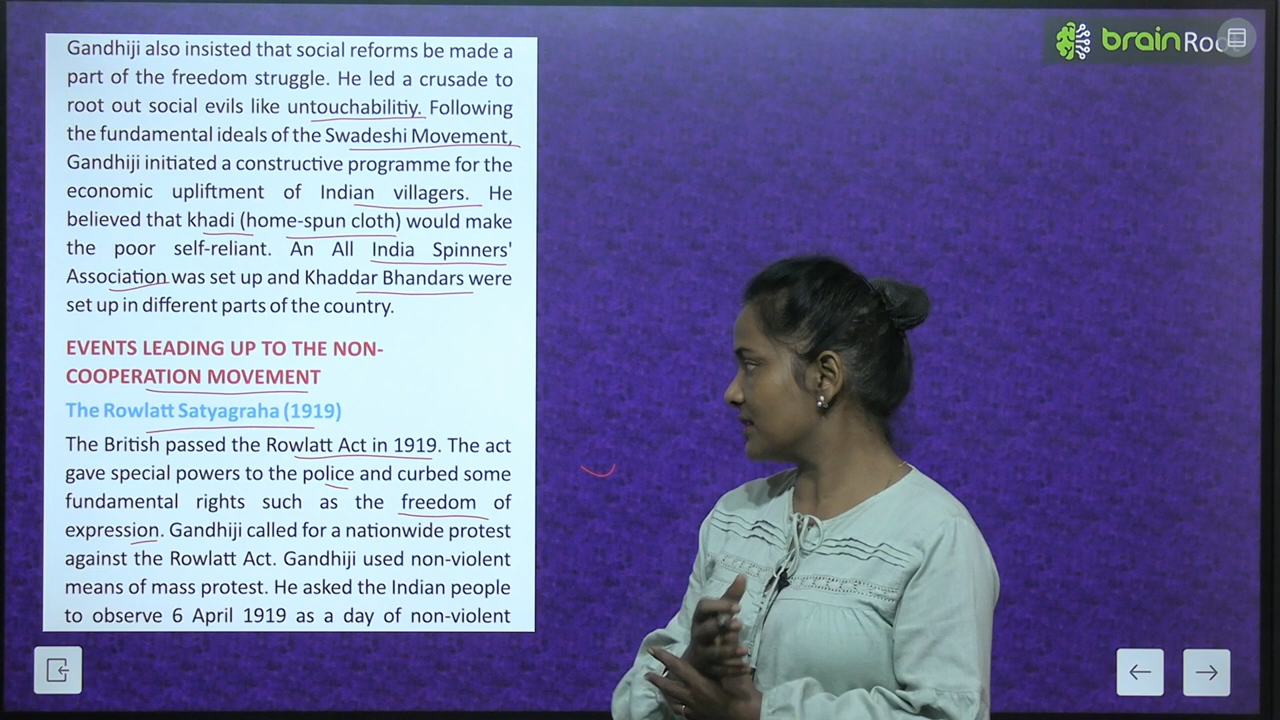 Gandhiji also insisted that social reforms be made a
part of the freedom struggle. He led a crusade to
root out social evils like untouchabilitiy. Following
the fundamental ideals of the Swadeshi Movement,
Gandhiji initiated a constructive programme for the
economic upliftment of Indian villagers. He
believed that khadi (home-spun cloth) would make
the poor self-reliant. An All India Spinners'
Association was set up and Khaddar Bhandars were
set up in different parts of the country.
EVENTS LEADING UP TO THE NON-
COOPERATION MOVEMENT
The Rowlatt Satyagraha (1919)
The British passed the Rowlatt Act in 1919. The act
gave special powers to the police and curbed some
fundamental rights such as the freedom of
expression. Gandhiji called for a nationwide protest
against the Rowlatt Act. Gandhiji used non-violent
means of mass protest. He asked the Indian people
to observe 6 April 1919 as a day of non-violent
brain